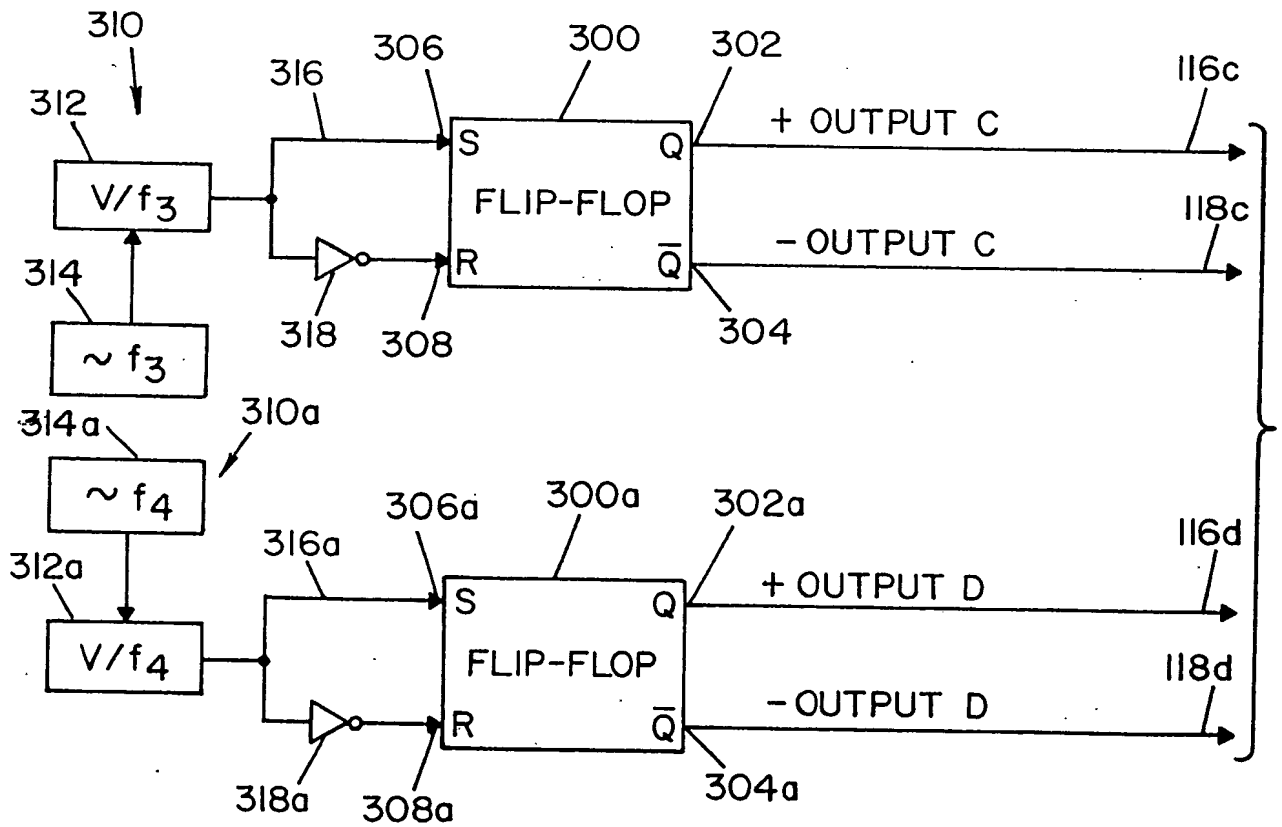 310
306
300
302
116c
316
312
+ OUTPUT C
S
Q
V/f3
FLIP-FLOP
118c
- OUTPUT C
R
Q̅
314
318
308
304
~ f3
314a
310a
~ f4
306a
300a
302a
116d
316a
312a
+ OUTPUT D
S
Q
V/f4
FLIP-FLOP
118d
- OUTPUT D
R
Q̅
318a
308a
304a